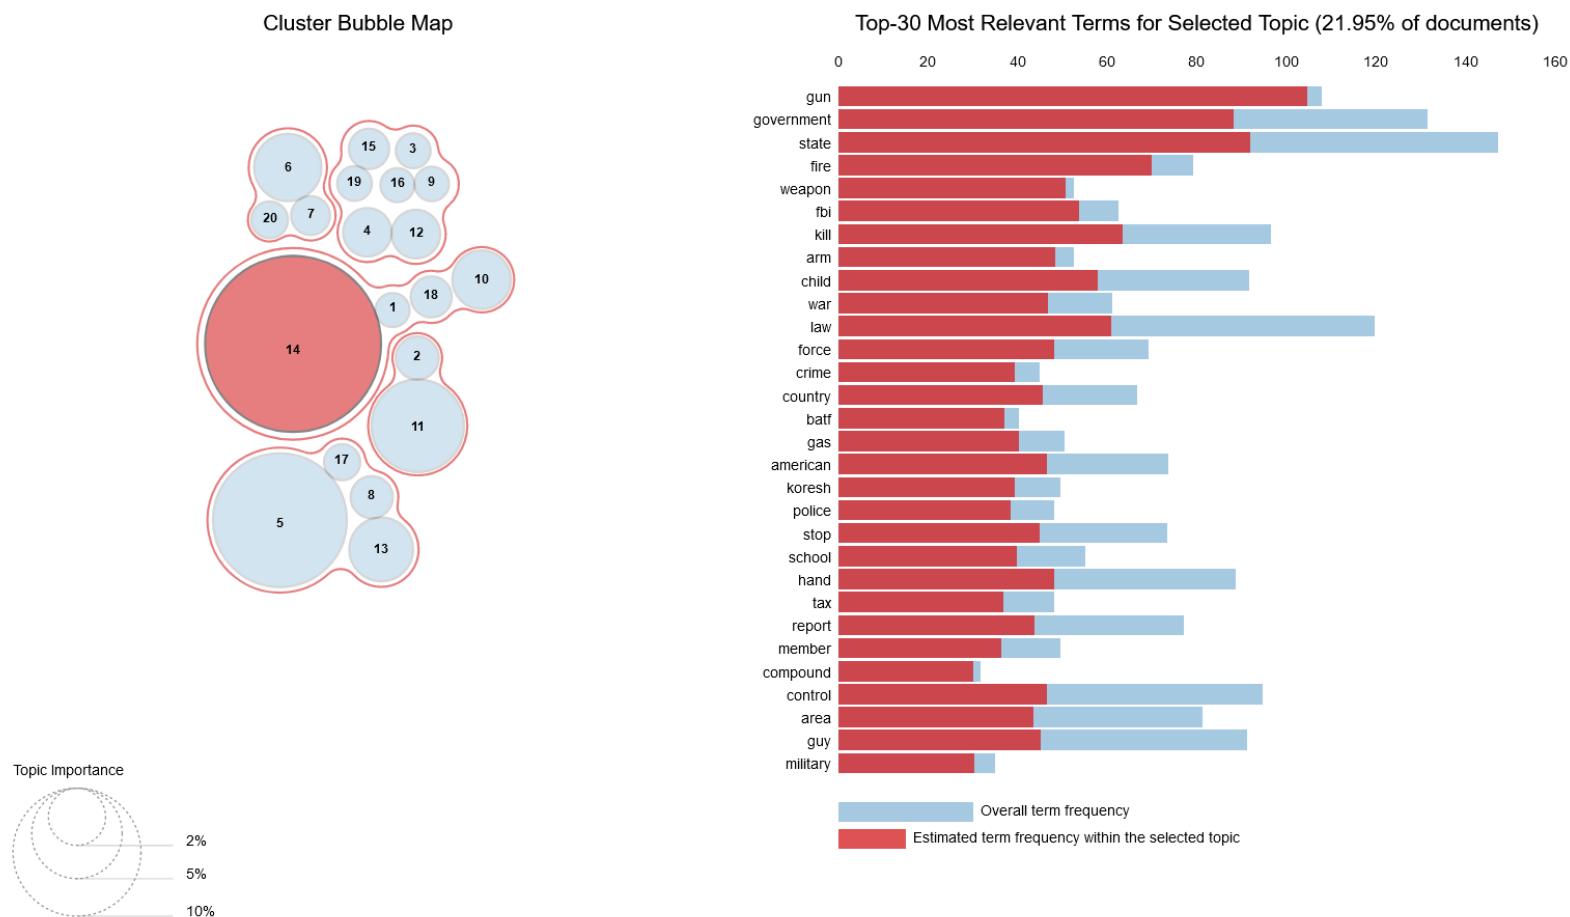 Cluster Bubble Map
15
3
6
19
16
9
20
7
4
12
10
18
1
14
2
11
17
8
5
13
Topic Importance
2%
5%
10%
Top-30 Most Relevant Terms for Selected Topic (21.95% of documents)
0 20 40 60 80 100 120 140 160
gun
government
state
fire
weapon
fbi
kill
arm
child
war
law
force
crime
country
batf
gas
american
koresh
police
stop
school
hand
tax
report
member
compound
control
area
guy
military
Overall term frequency
Estimated term frequency within the selected topic